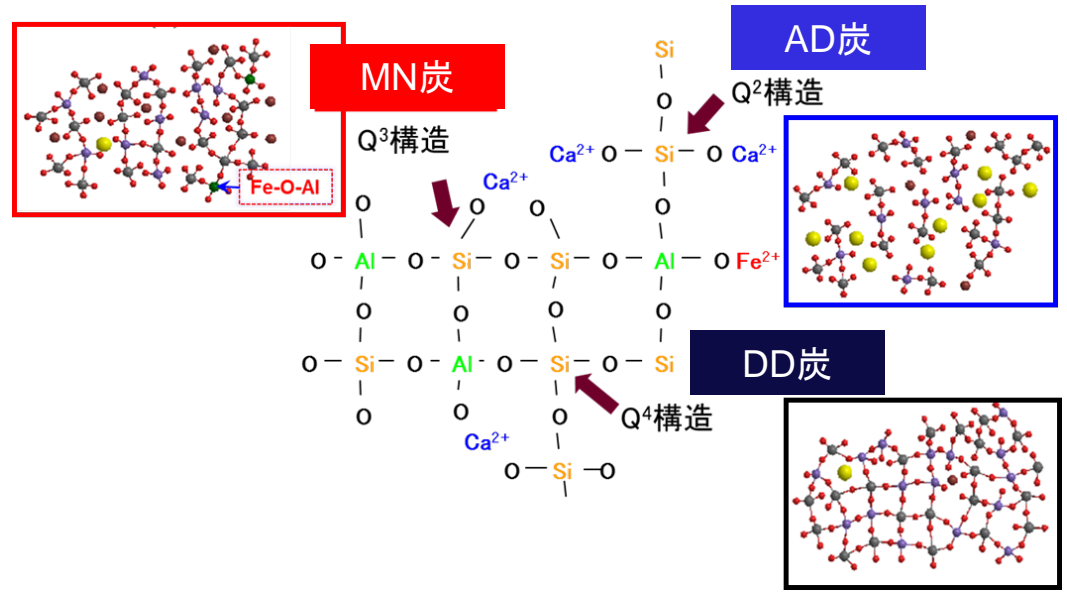 MN炭
AD炭
DD炭
Fe-O-Al
Q³構造
Q²構造
Q⁴構造
Si
O
Ca²⁺ O Si O Ca²⁺
Ca²⁺
O O O O
O Al O Si O Si O Al O Fe²⁺
O O O O
O Si O Al O Si O Si
O O O
Ca²⁺
O Si O